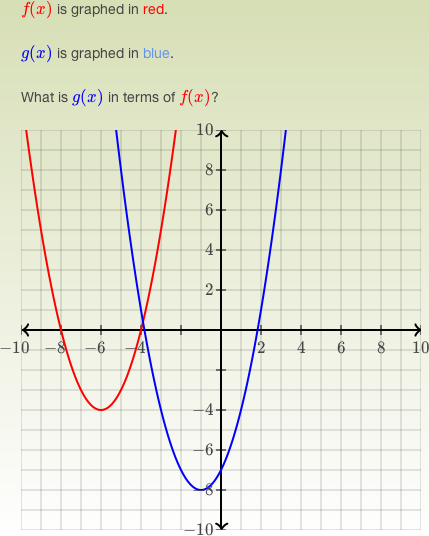 f(x) is graphed in red.
g(x) is graphed in blue.
What is g(x) in terms of f(x)?
10
8
6
4
2
−10 −8 −6 −4 2 4 6 8 10
−4
−6
−8
−10